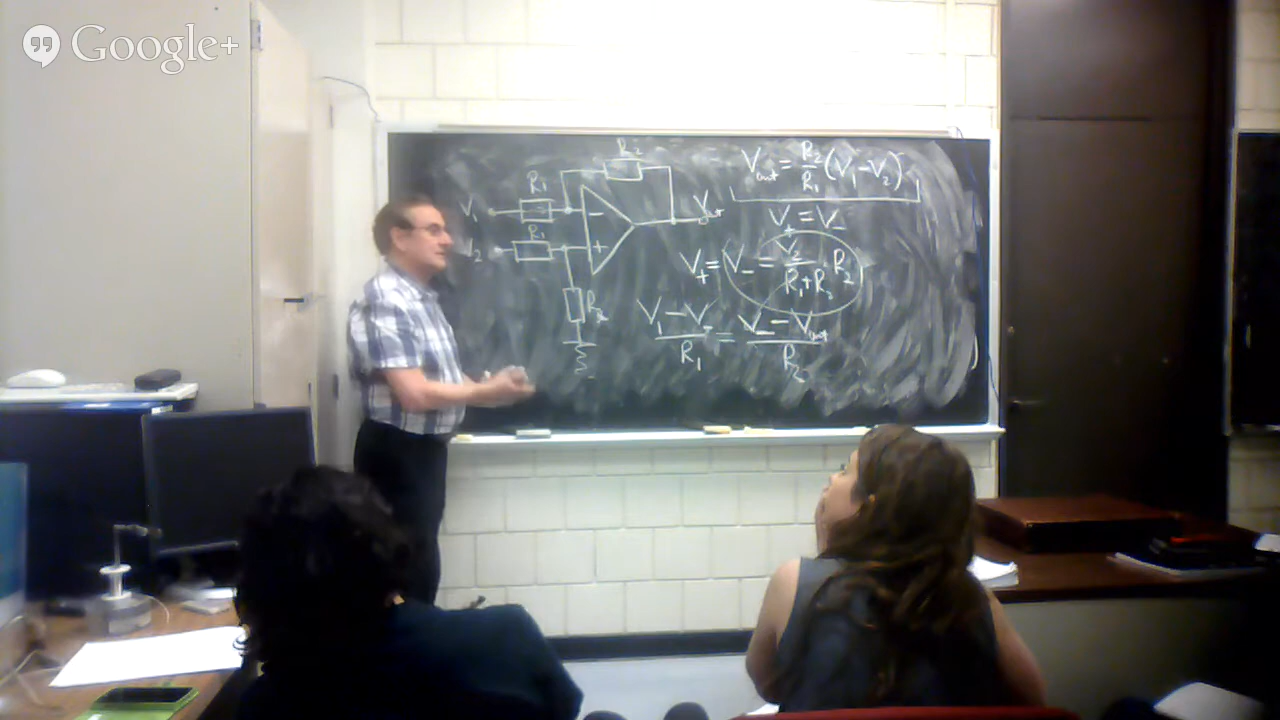 Google+
R2
R1
V1
−
Vout
R1
V2
+
R2
Vout = R2/R1 (V1 − V2)
V+ = V−
V+ = V− = V2/(R1 + R2) · R2
(V1 − V−)/R1 = (V− − Vout)/R2